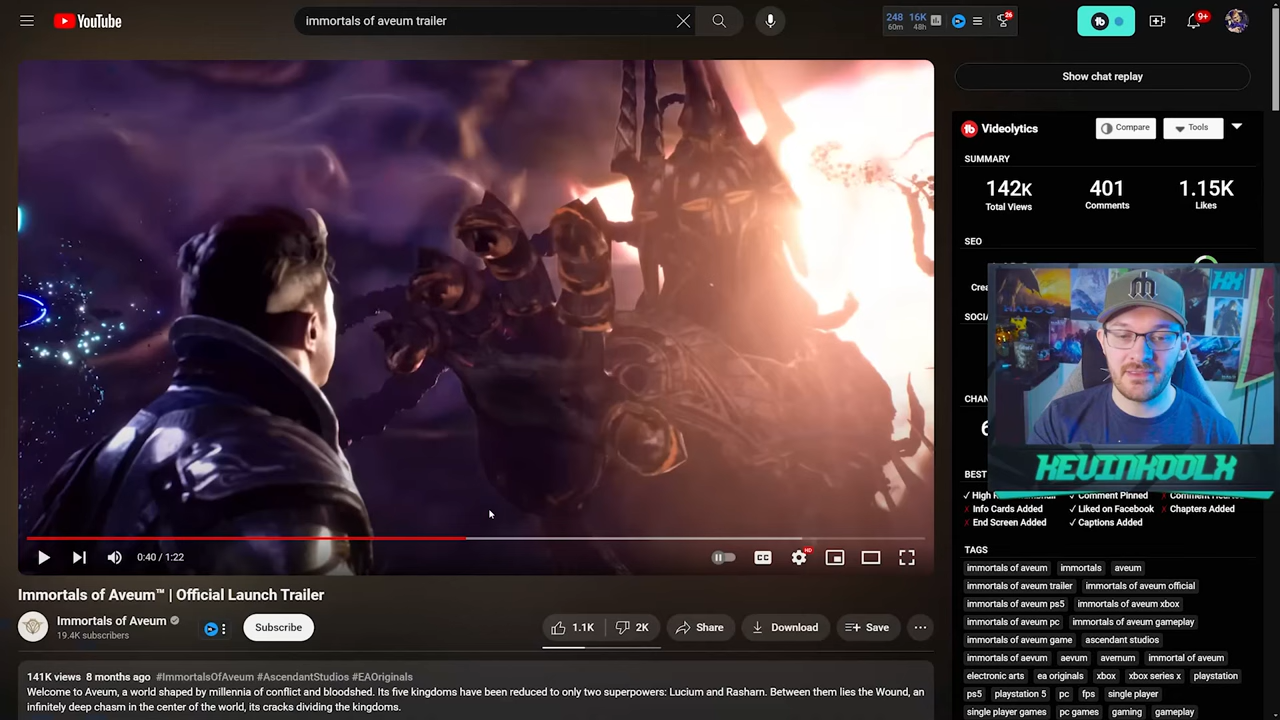 YouTube
immortals of aveum trailer
248 16K
60m 48h
26
9+
Show chat replay
Videolytics
Compare
Tools
SUMMARY
142K
401
1.15K
Total Views
Comments
Likes
SEO
Crea
SOCI
CHAN
6
BEST
KEVINKOOLX
0:40 / 1:22
CC
HD
✓ Comment Pinned
x Info Cards Added
✓ Liked on Facebook
x Chapters Added
x End Screen Added
✓ Captions Added
TAGS
immortals of aveum
immortals
aveum
immortals of aveum trailer
immortals of aveum official
immortals of aveum ps5
immortals of aveum xbox
immortals of aveum pc
immortals of aveum gameplay
immortals of aveum game
ascendant studios
immortals of aevum
aevum
avernum
immortal of aveum
electronic arts
ea originals
xbox
xbox series x
playstation
ps5
playstation 5
pc
fps
single player
single player games
pc games
gaming
gameplay
Immortals of Aveum™ | Official Launch Trailer
Immortals of Aveum
19.4K subscribers
Subscribe
1.1K
2K
Share
Download
Save
141K views 8 months ago #ImmortalsOfAveum #AscendantStudios #EAOriginals
Welcome to Aveum, a world shaped by millennia of conflict and bloodshed. Its five kingdoms have been reduced to only two superpowers: Lucium and Rasharn. Between them lies the Wound, an
infinitely deep chasm in the center of the world, its cracks dividing the kingdoms.